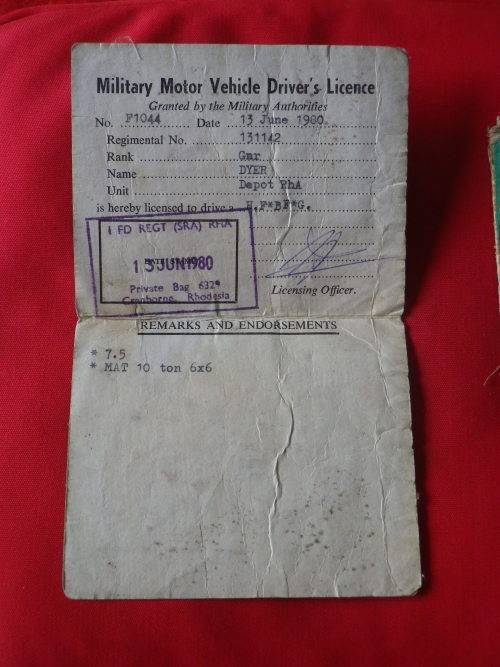 Military Motor Vehicle Driver's Licence
Granted by the Military Authorities
No. F1044 Date 13 June 1980
Regimental No. 131142
Rank Gnr
Name DYER
Unit Depot RhA
is hereby licensed to drive a H.F*BF*G.
1 FD REGT (SRA) RHA
13 JUN 1980
Private Bag 632
Cranborne, Rhodesia
Licensing Officer.
REMARKS AND ENDORSEMENTS
* 7.5
* MAT 10 ton 6x6